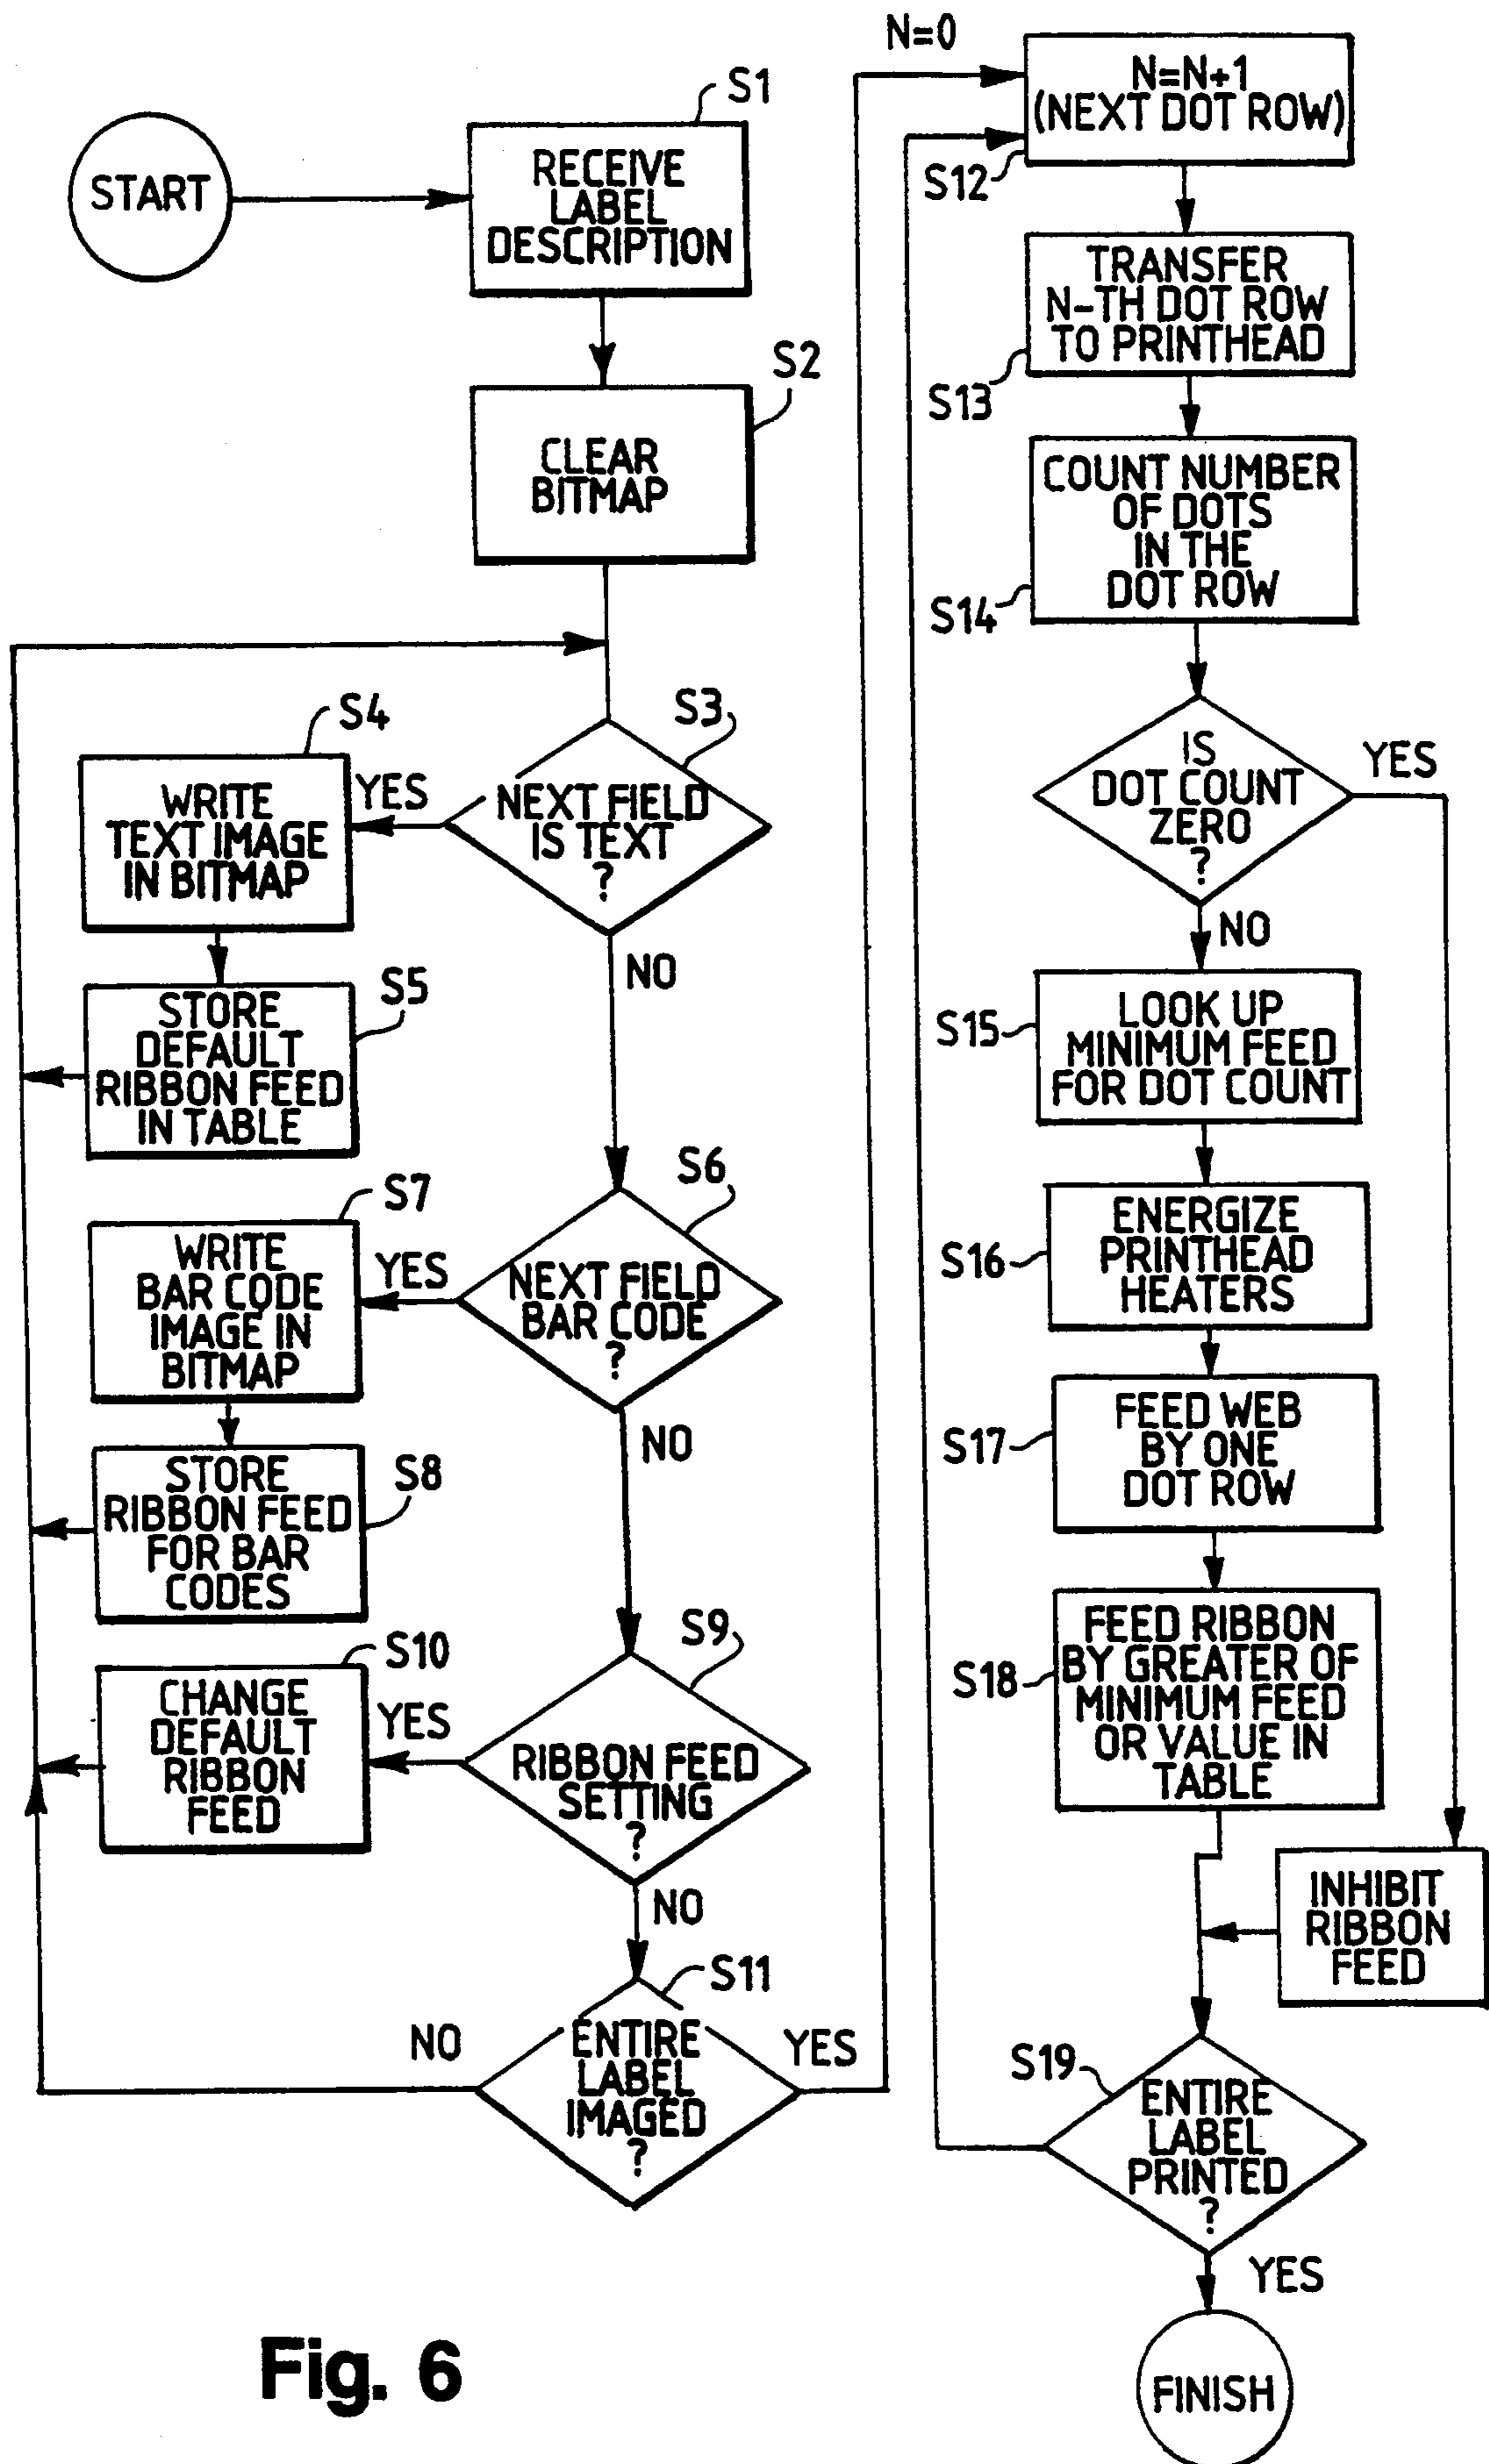 START
S1
RECEIVE
LABEL
DESCRIPTION
S2
CLEAR
BITMAP
S3
NEXT FIELD
IS TEXT
?
YES
NO
S4
WRITE
TEXT IMAGE
IN BITMAP
S5
STORE
DEFAULT
RIBBON FEED
IN TABLE
S6
NEXT FIELD
BAR CODE
?
YES
NO
S7
WRITE
BAR CODE
IMAGE IN
BITMAP
S8
STORE
RIBBON FEED
FOR BAR
CODES
S9
RIBBON FEED
SETTING
?
YES
NO
S10
CHANGE
DEFAULT
RIBBON
FEED
S11
ENTIRE
LABEL
IMAGED
?
NO
YES
N=0
N=N+1
(NEXT DOT ROW)
S12
TRANSFER
N-TH DOT ROW
TO PRINTHEAD
S13
COUNT NUMBER
OF DOTS
IN THE
DOT ROW
S14
IS
DOT COUNT
ZERO
?
YES
NO
S15
LOOK UP
MINIMUM FEED
FOR DOT COUNT
S16
ENERGIZE
PRINTHEAD
HEATERS
S17
FEED WEB
BY ONE
DOT ROW
S18
FEED RIBBON
BY GREATER OF
MINIMUM FEED
OR VALUE IN
TABLE
INHIBIT
RIBBON
FEED
S19
ENTIRE
LABEL
PRINTED
?
YES
FINISH
Fig. 6